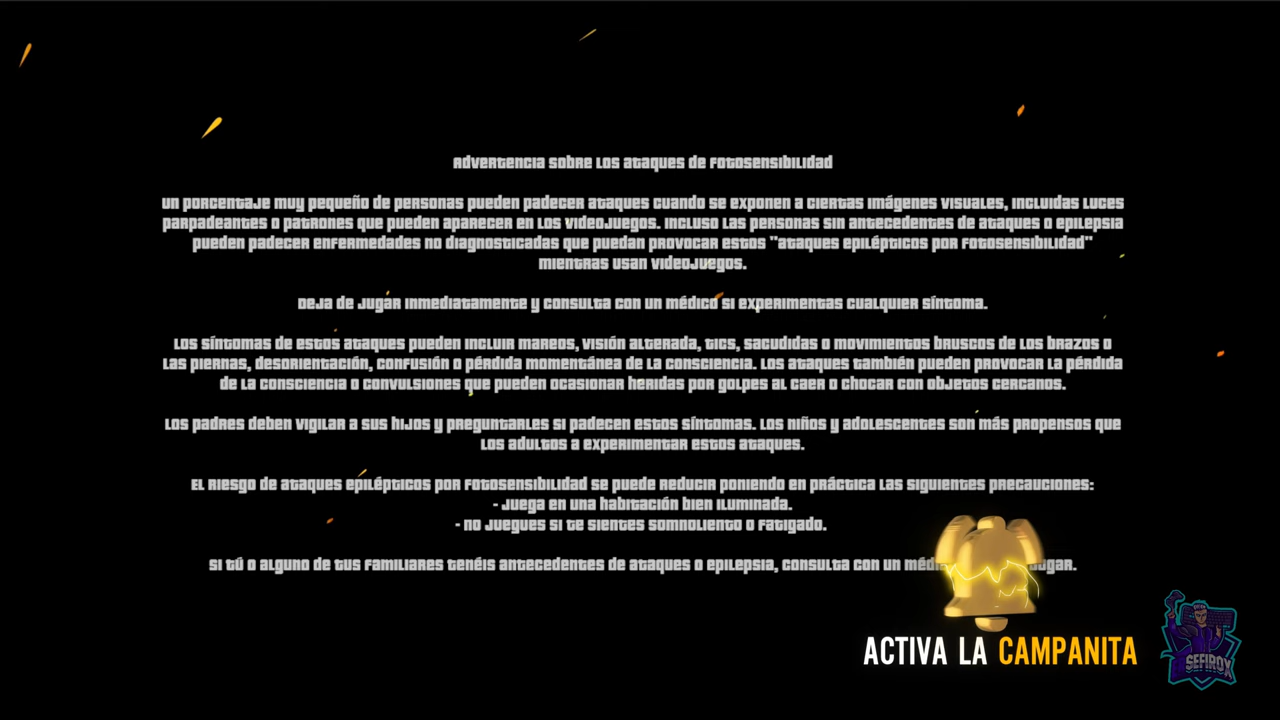 Advertencia sobre los ataques de fotosensibilidad
Un porcentaje muy pequeño de personas pueden padecer ataques cuando se exponen a ciertas imágenes visuales, incluidas luces
parpadeantes o patrones que pueden aparecer en los videojuegos. Incluso las personas sin antecedentes de ataques o epilepsia
pueden padecer enfermedades no diagnosticadas que puedan provocar estos "ataques epilépticos por fotosensibilidad"
mientras usan videojuegos.
Deja de jugar inmediatamente y consulta con un médico si experimentas cualquier síntoma.
Los síntomas de estos ataques pueden incluir mareos, visión alterada, tics, sacudidas o movimientos bruscos de los brazos o
las piernas, desorientación, confusión o pérdida momentánea de la consciencia. Los ataques también pueden provocar la pérdida
de la consciencia o convulsiones que pueden ocasionar heridas por golpes al caer o chocar con objetos cercanos.
Los padres deben vigilar a sus hijos y preguntarles si padecen estos síntomas. Los niños y adolescentes son más propensos que
los adultos a experimentar estos ataques.
El riesgo de ataques epilépticos por fotosensibilidad se puede reducir poniendo en práctica las siguientes precauciones:
- Juega en una habitación bien iluminada.
- No juegues si te sientes somnoliento o fatigado.
Si tú o alguno de tus familiares tenéis antecedentes de ataques o epilepsia, consulta con un jugar.
ACTIVA LA CAMPANITA
SEFIROX